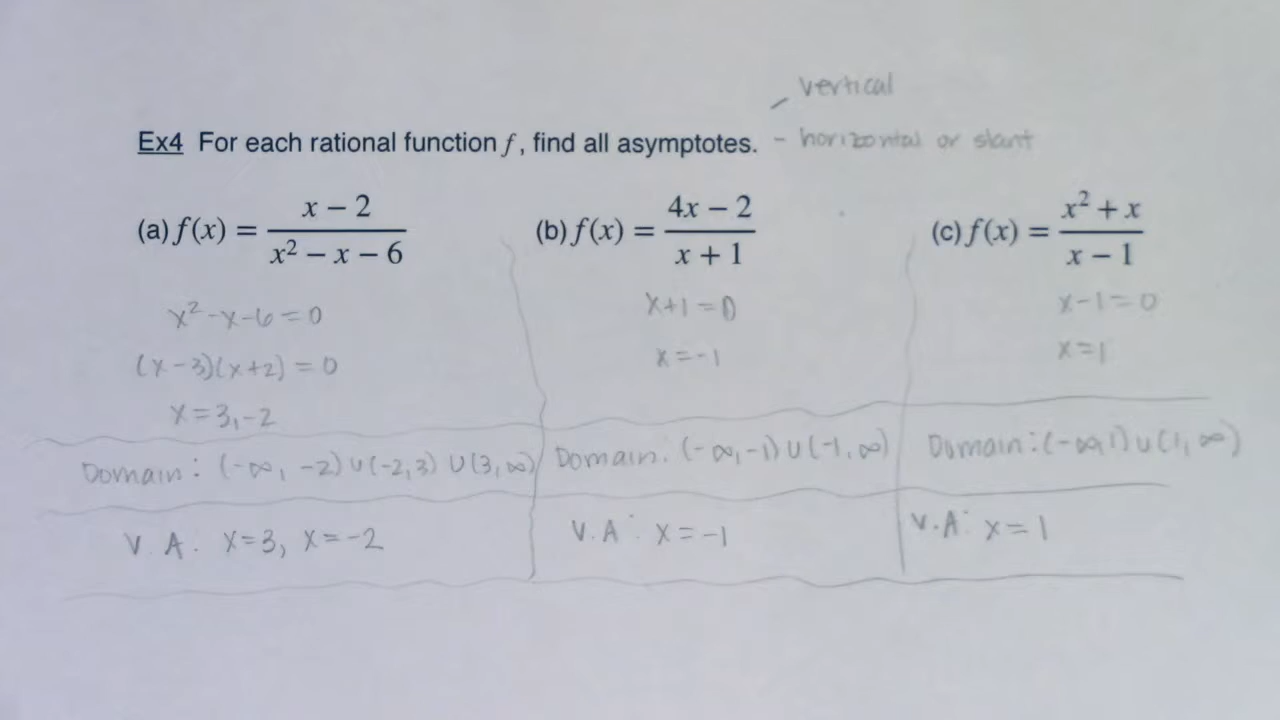 vertical
Ex4 For each rational function f, find all asymptotes. - horizontal or slant
(a) f(x) = (x − 2)/(x² − x − 6)
(b) f(x) = (4x − 2)/(x + 1)
(c) f(x) = (x² + x)/(x − 1)
x²-x-6=0
(x-3)(x+2)=0
x=3,-2
x+1=0
x=-1
x-1=0
x=1
Domain: (-∞, -2)∪(-2,3) ∪(3,∞)
Domain: (-∞,-1)∪(-1,∞)
Domain:(-∞,1)∪(1,∞)
V.A. x=3, x=-2
V.A: x=-1
V.A: x=1